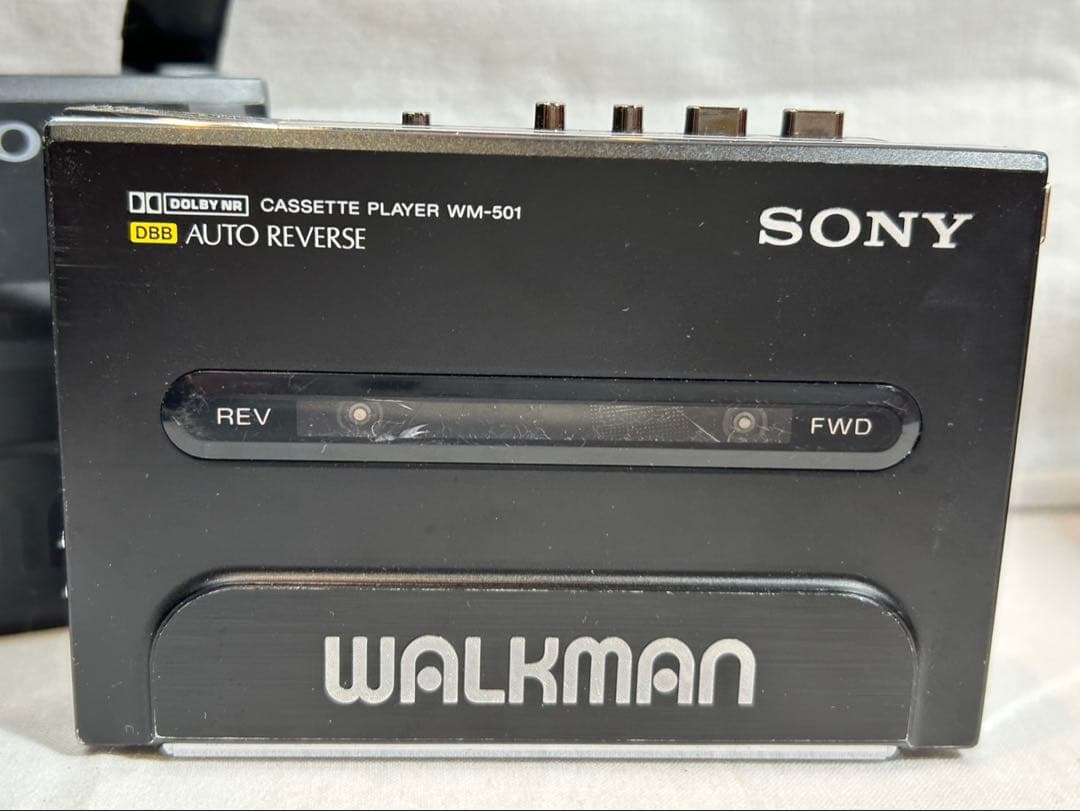 DOLBY NR CASSETTE PLAYER WM-501
DBB AUTO REVERSE
SONY
REV
FWD
WALKMAN